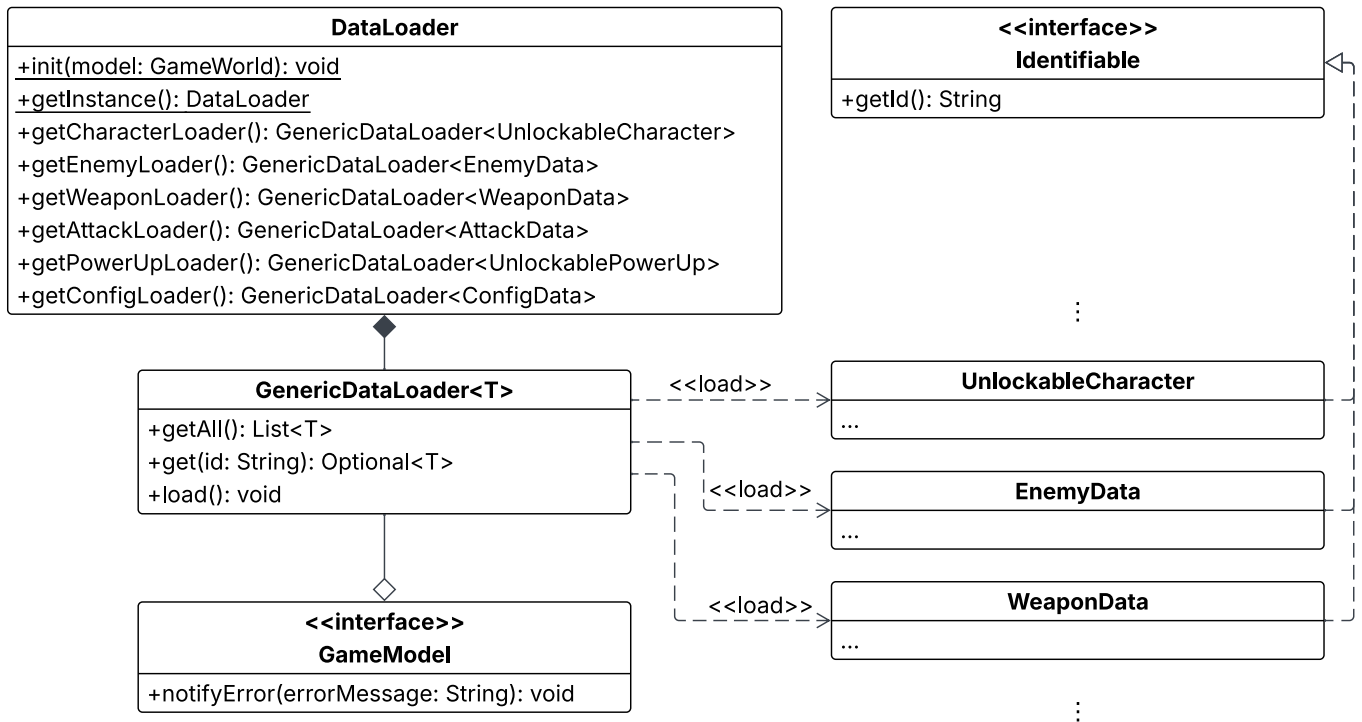 DataLoader
+init(model: GameWorld): void
+getInstance(): DataLoader
+getCharacterLoader(): GenericDataLoader<UnlockableCharacter>
+getEnemyLoader(): GenericDataLoader<EnemyData>
+getWeaponLoader(): GenericDataLoader<WeaponData>
+getAttackLoader(): GenericDataLoader<AttackData>
+getPowerUpLoader(): GenericDataLoader<UnlockablePowerUp>
+getConfigLoader(): GenericDataLoader<ConfigData>
<<interface>>
Identifiable
+getId(): String
⋮
GenericDataLoader<T>
+getAll(): List<T>
+get(id: String): Optional<T>
+load(): void
<<load>>
UnlockableCharacter
...
<<load>>
EnemyData
...
<<load>>
WeaponData
...
<<interface>>
GameModel
+notifyError(errorMessage: String): void
⋮